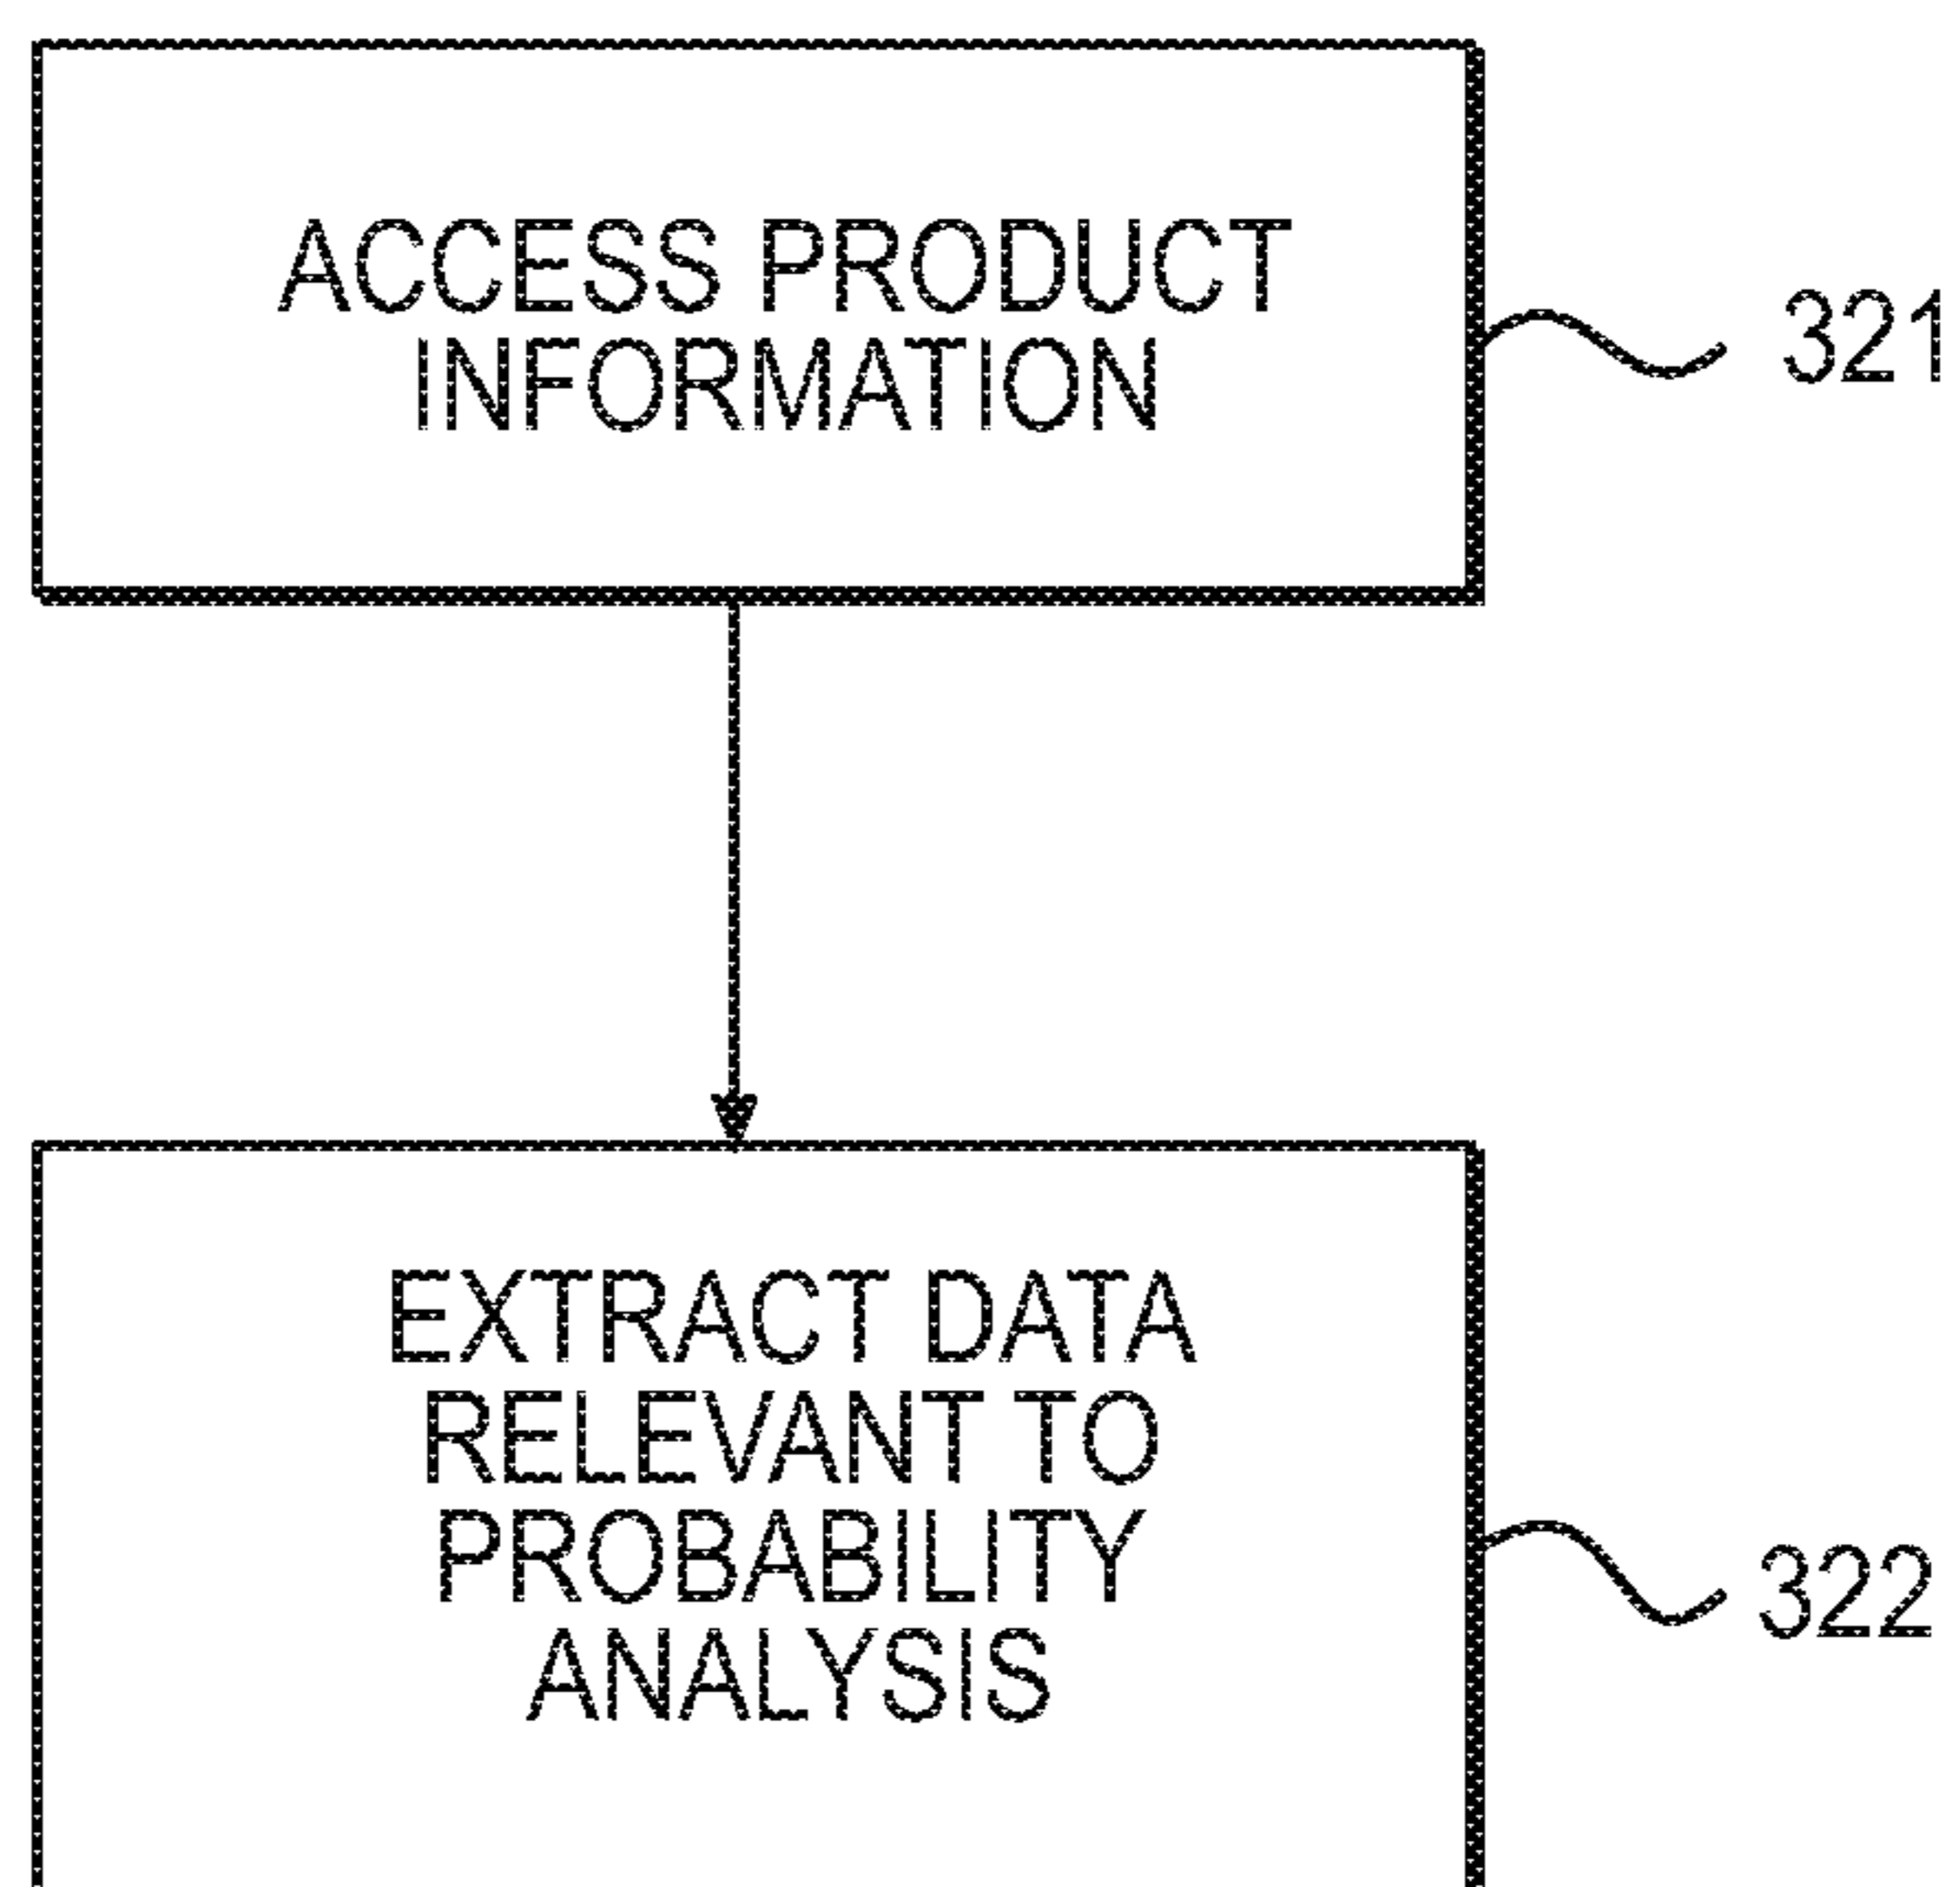 ACCESS PRODUCT
INFORMATION
321
EXTRACT DATA
RELEVANT TO
PROBABILITY
ANALYSIS
322